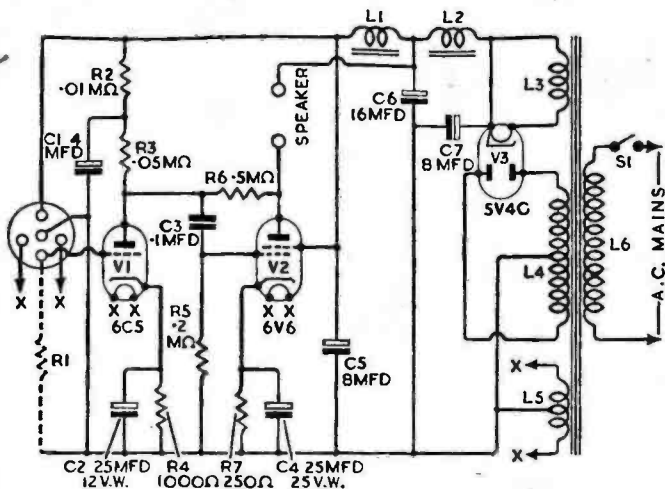 L1
L2
R2
·01MΩ
SPEAKER
C6
16MFD
L3
C1 4
MFD
R3
·05MΩ
C7
8 MFD
V3
S1
R6 ·5MΩ
5V4G
C3
·1MFD
L6
A.C. MAINS
L4
V1
V2
X
X
X X
6C5
X X
6V6
R5
·2
MΩ
R1
C5
8MFD
X
L5
X
C2 25MFD
12V.W.
R4
1000Ω
R7
250Ω
C4 25MFD
25V.W.